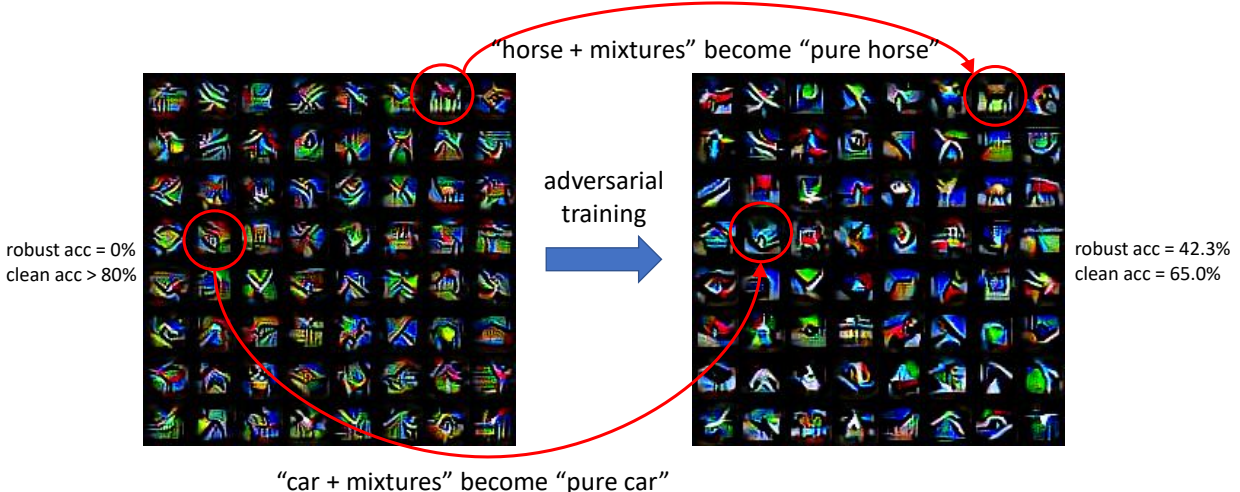 “horse + mixtures” become “pure horse”
adversarial
training
robust acc = 0%
clean acc > 80%
robust acc = 42.3%
clean acc = 65.0%
“car + mixtures” become “pure car”